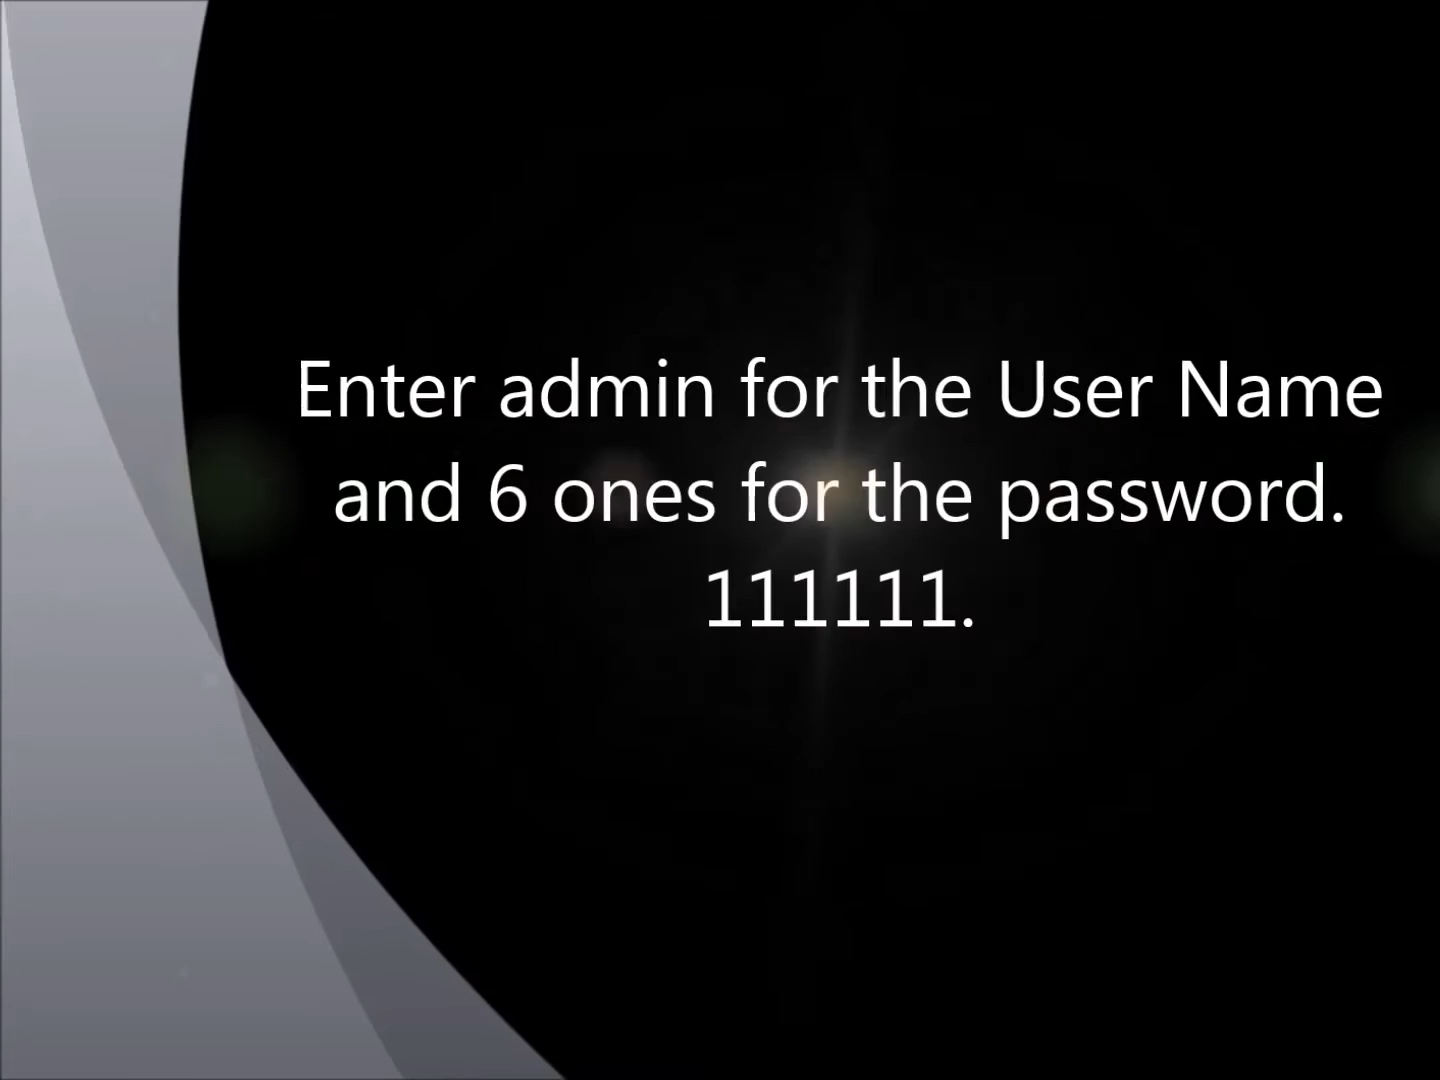 Enter admin for the User Name
and 6 ones for the password.
111111.